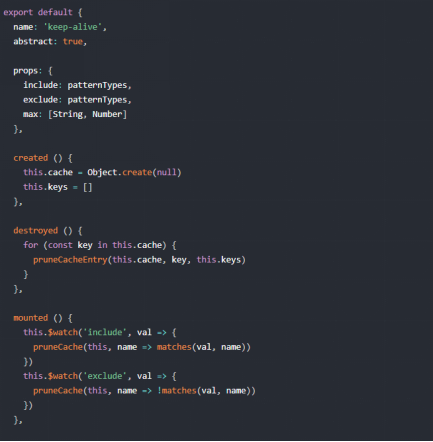 export default {
  name: 'keep-alive',
  abstract: true,
  props: {
    include: patternTypes,
    exclude: patternTypes,
    max: [String, Number]
  },
  created () {
    this.cache = Object.create(null)
    this.keys = []
  },
  destroyed () {
    for (const key in this.cache) {
      pruneCacheEntry(this.cache, key, this.keys)
    }
  },
  mounted () {
    this.$watch('include', val => {
      pruneCache(this, name => matches(val, name))
    })
    this.$watch('exclude', val => {
      pruneCache(this, name => !matches(val, name))
    })
  },